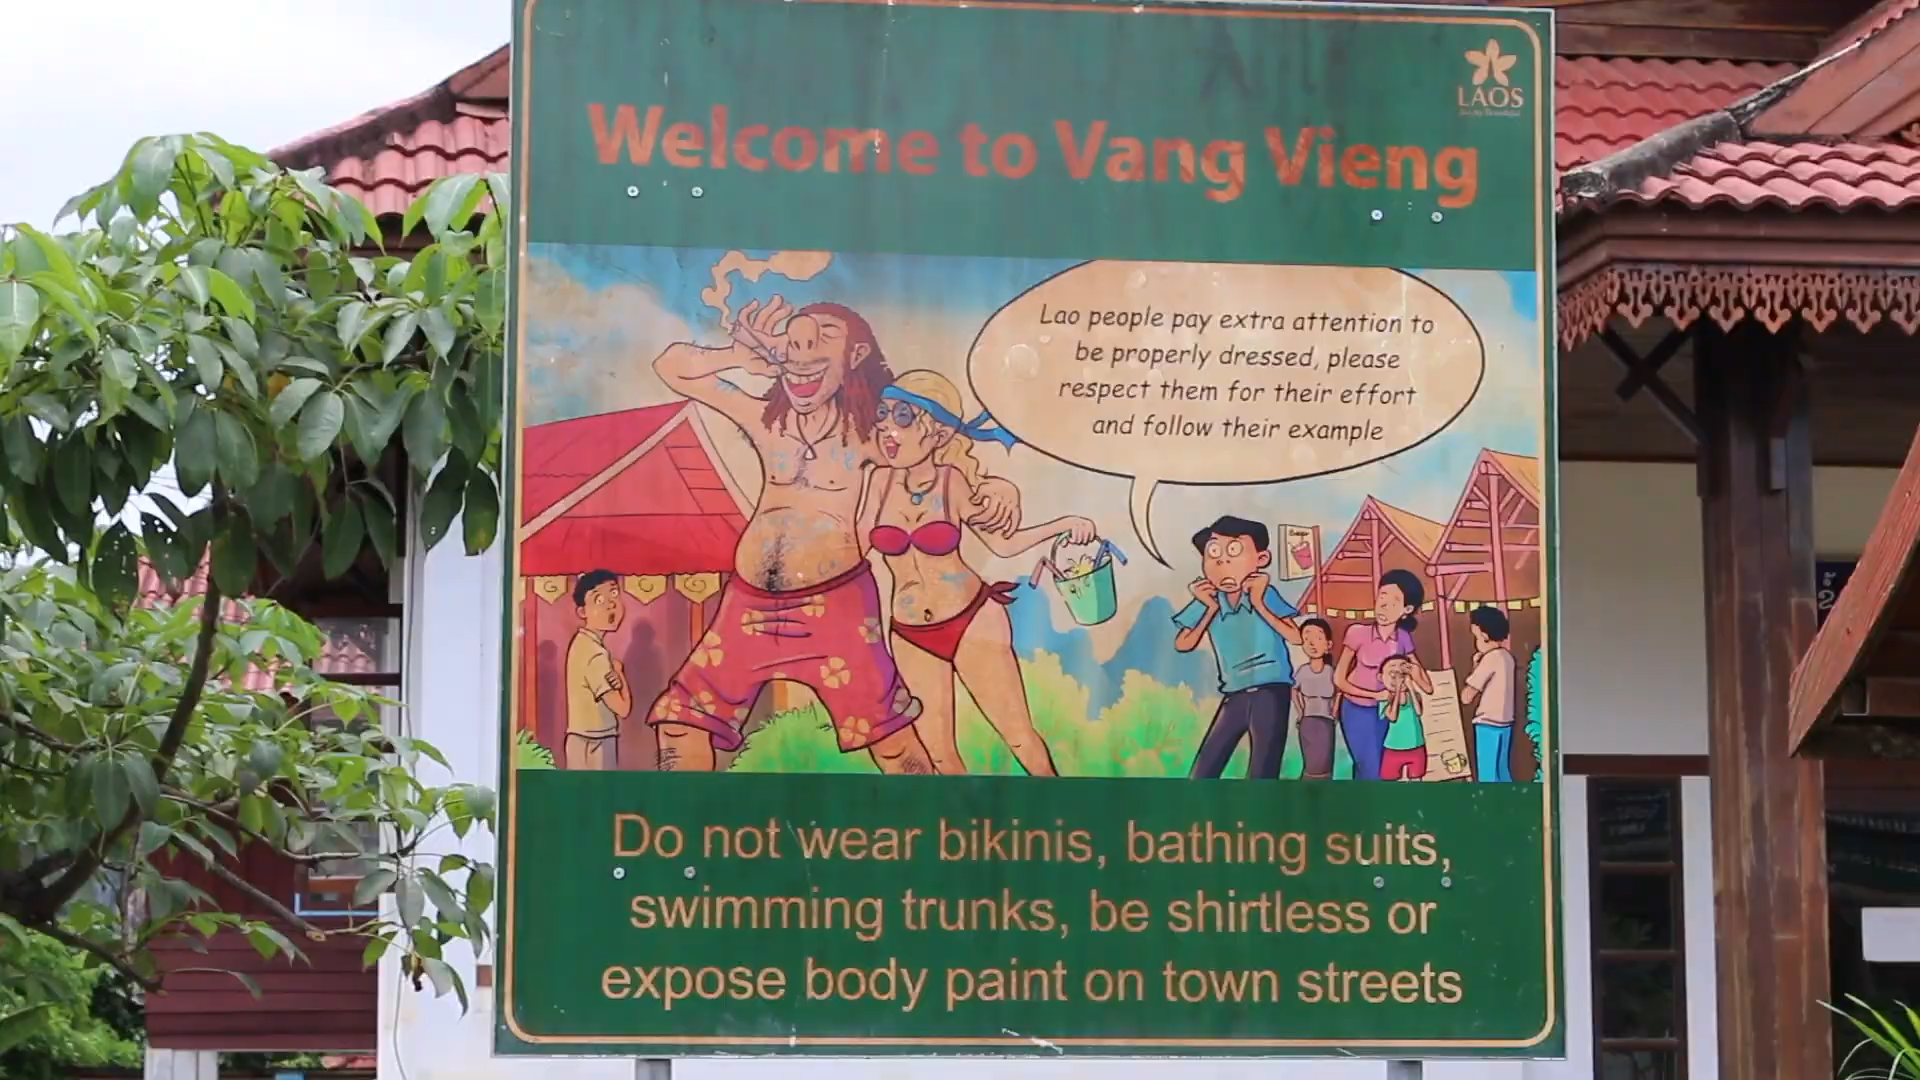 LAOS
Welcome to Vang Vieng
Lao people pay extra attention to
be properly dressed, please
respect them for their effort
and follow their example
Do not wear bikinis, bathing suits,
swimming trunks, be shirtless or
expose body paint on town streets